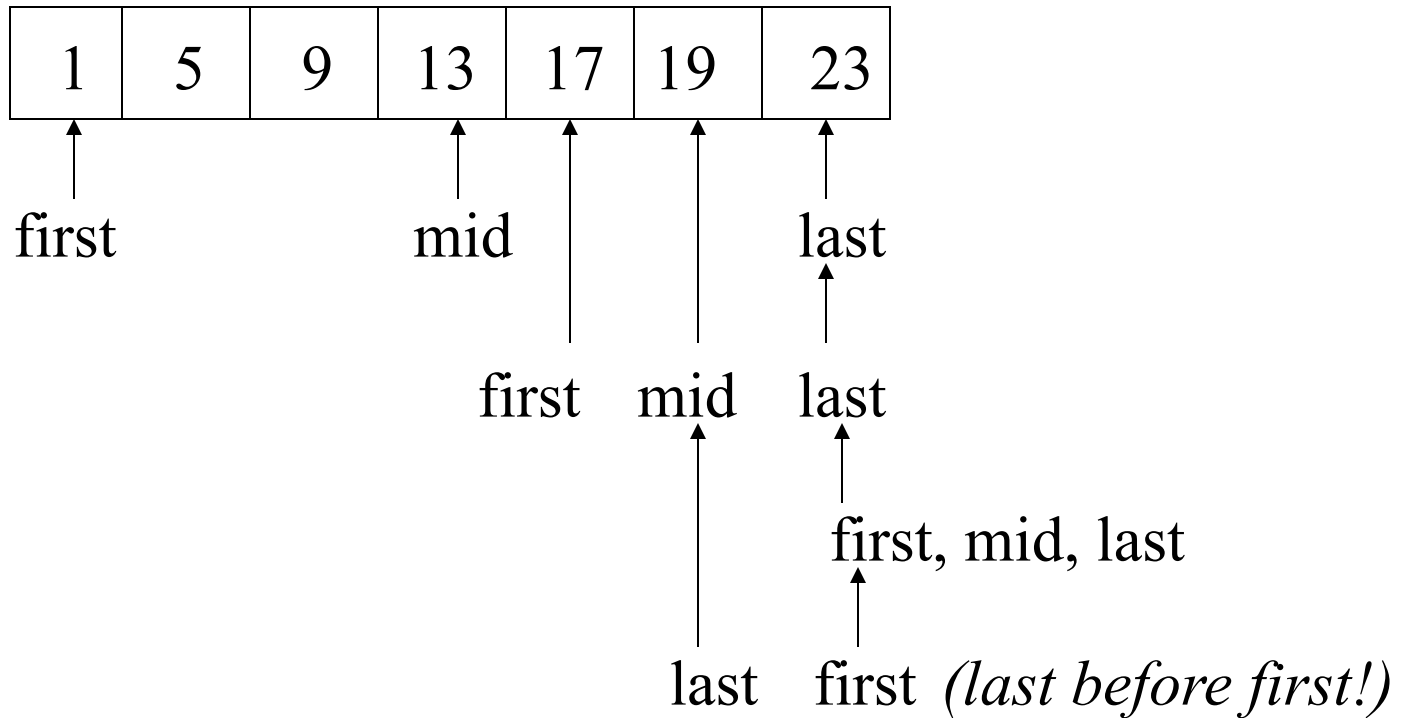 1 5 9 13 17 19 23
first mid last
first mid last
first, mid, last
last first (last before first!)